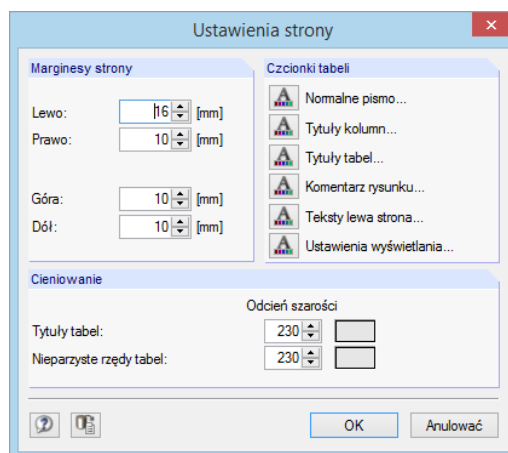 Ustawienia strony
Marginesy strony
Lewo: 16 [mm]
Prawo: 10 [mm]
Góra: 10 [mm]
Dół: 10 [mm]
Czcionki tabeli
Normalne pismo...
Tytuły kolumn...
Tytuły tabel...
Komentarz rysunku...
Teksty lewa strona...
Ustawienia wyświetlania...
Cieniowanie
Odcień szarości
Tytuły tabel: 230
Nieparzyste rzędy tabel: 230
OK Anulować